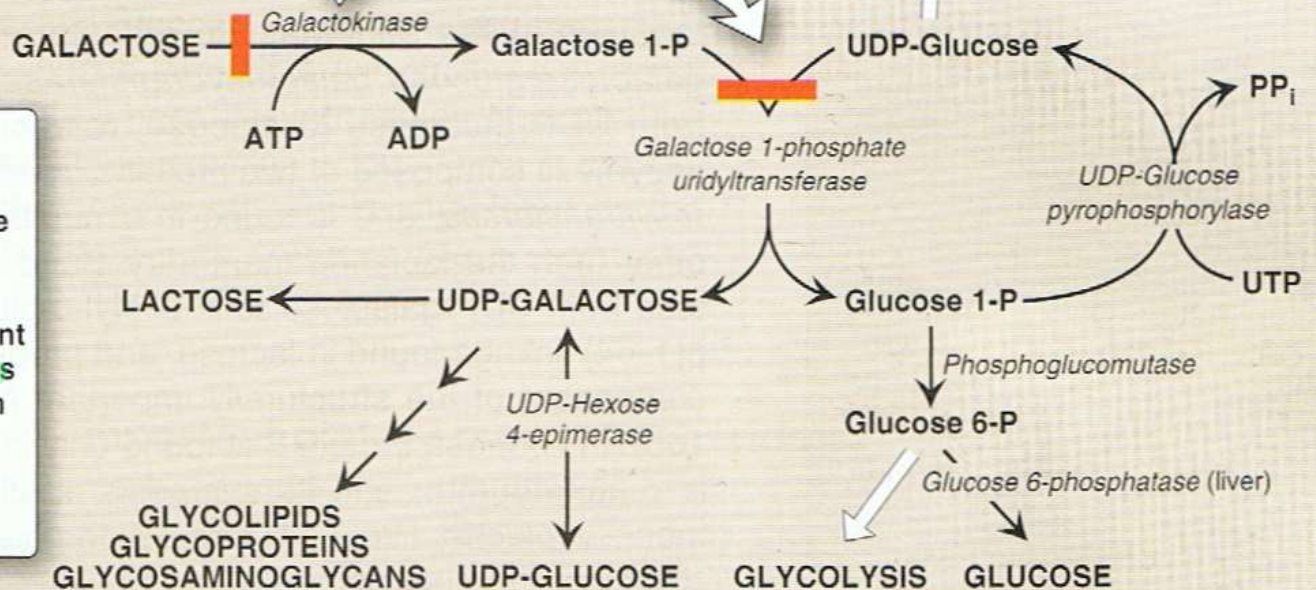 Galactokinase
GALACTOSE
Galactose 1-P
UDP-Glucose
PPi
ATP
ADP
Galactose 1-phosphate
uridyltransferase
UDP-Glucose
pyrophosphorylase
e
LACTOSE
UDP-GALACTOSE
Glucose 1-P
UTP
nt
s
n
Phosphoglucomutase
UDP-Hexose
4-epimerase
Glucose 6-P
Glucose 6-phosphatase (liver)
GLYCOLIPIDS
GLYCOPROTEINS
GLYCOSAMINOGLYCANS
UDP-GLUCOSE
GLYCOLYSIS
GLUCOSE